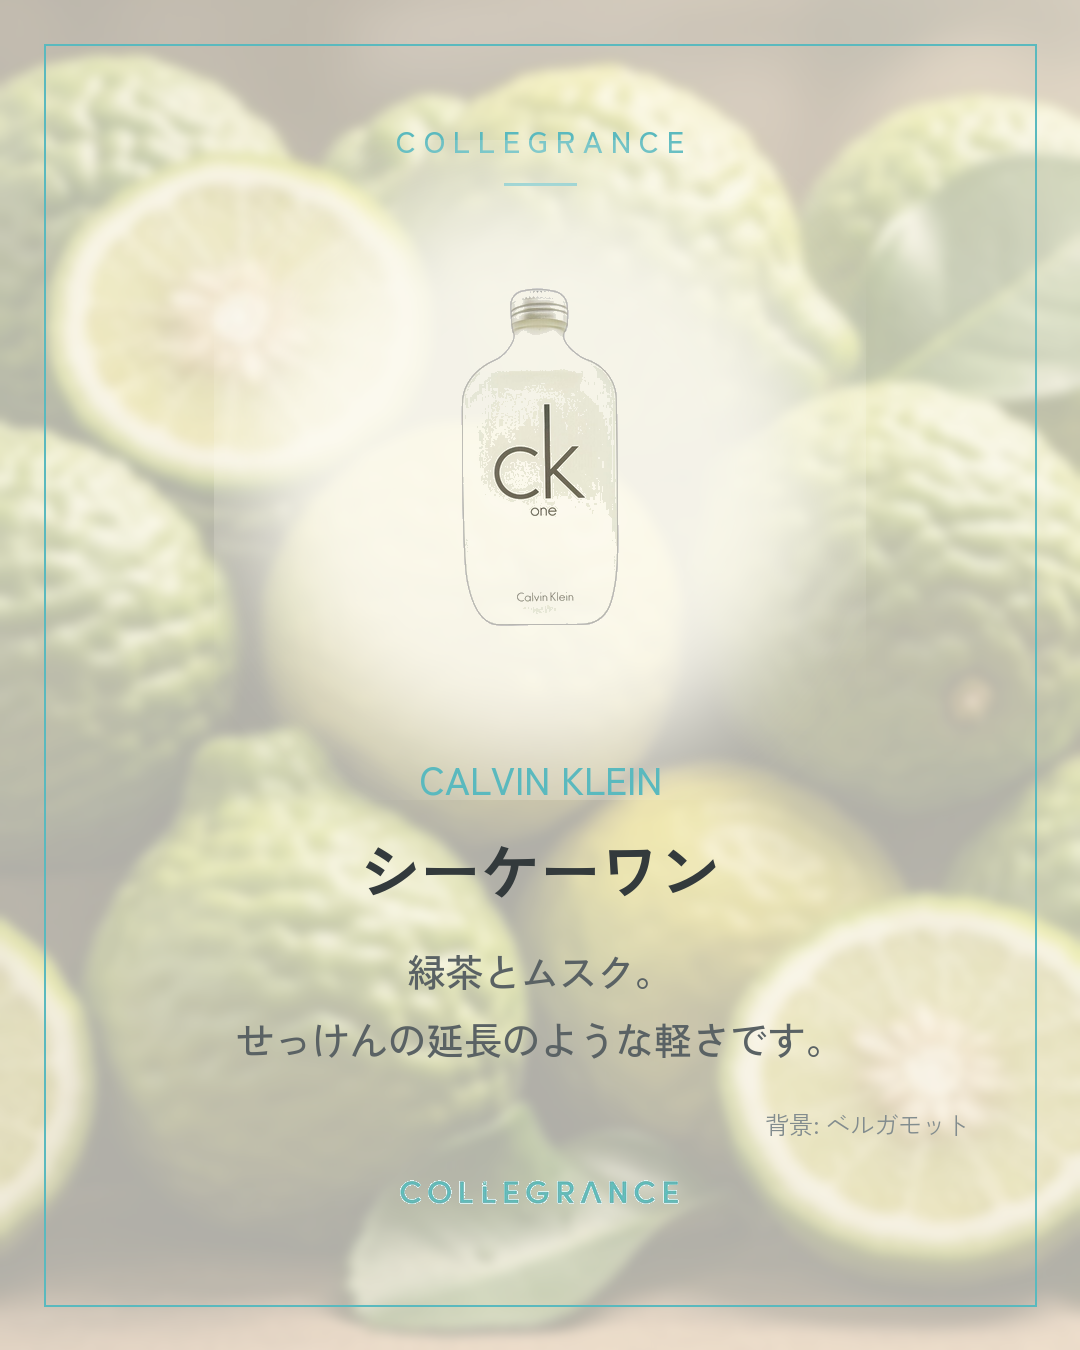 COLLEGRANCE
ck
one
Calvin Klein
CALVIN KLEIN
シーケーワン
緑茶とムスク。
せっけんの延長のような軽さです。
背景: ベルガモット
COLLEGRANCE